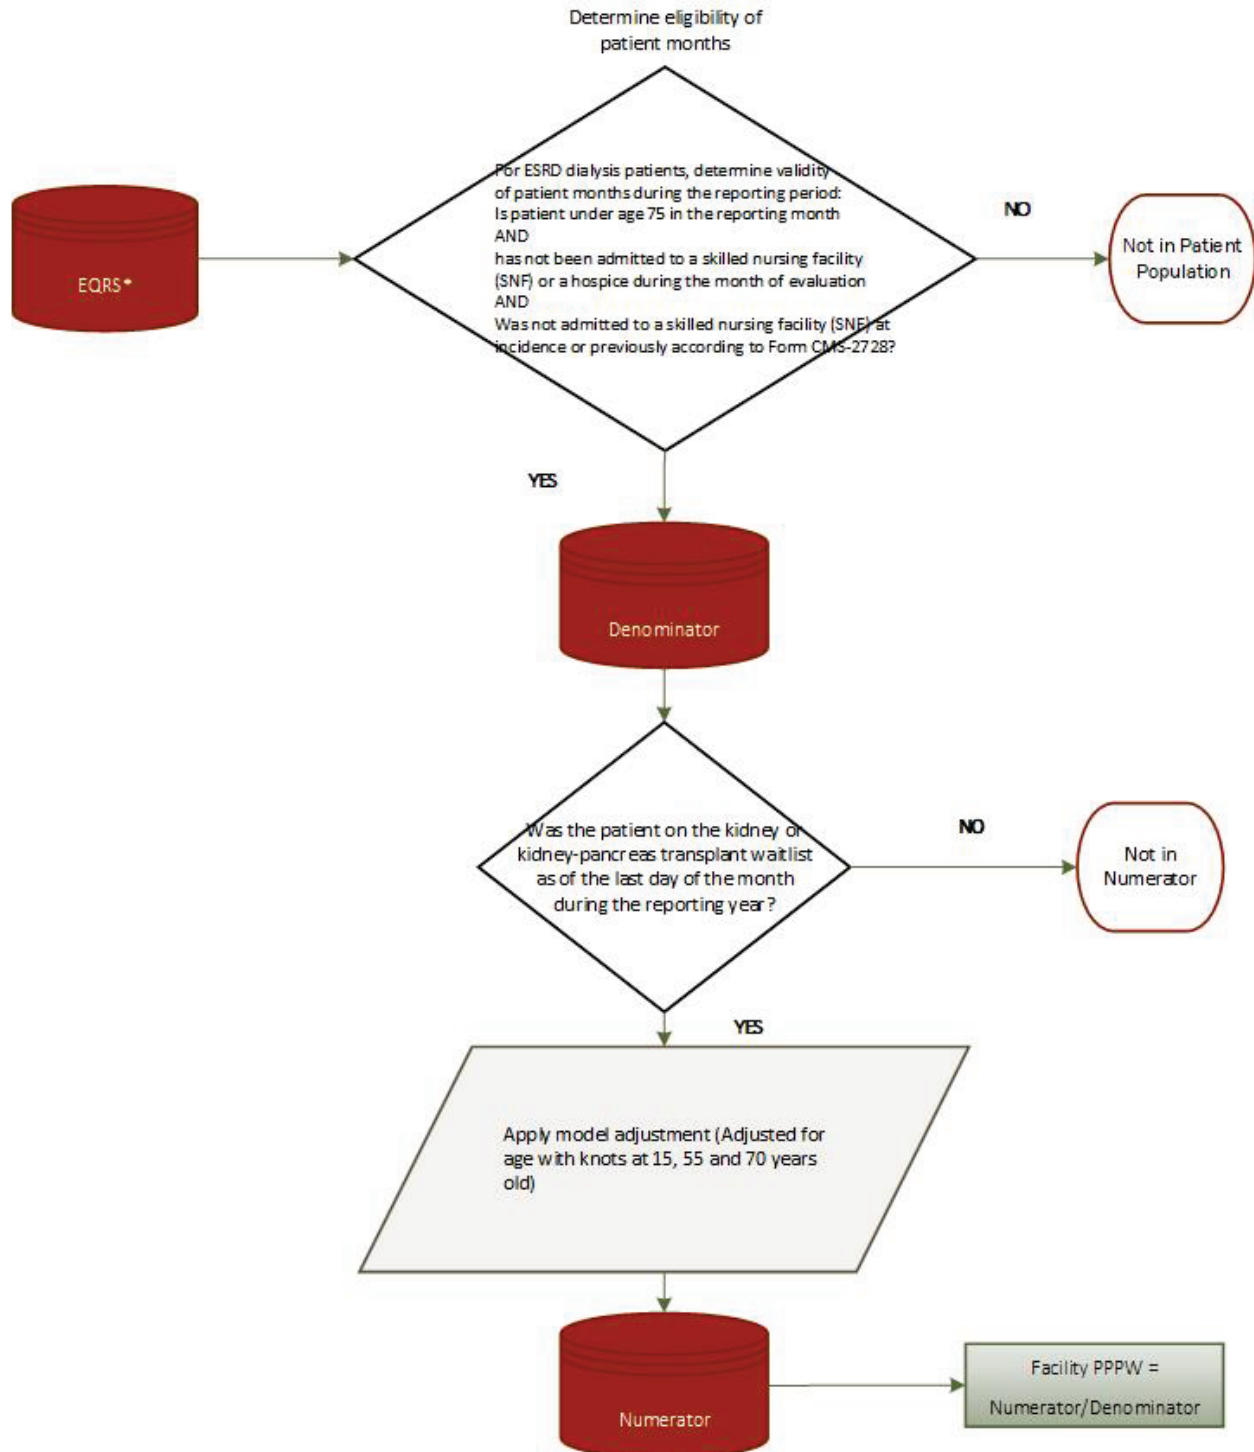 Determine eligibility of
patient months
For ESRD dialysis patients, determine validity
of patient months during the reporting period:
Is patient under age 75 in the reporting month
AND
has not been admitted to a skilled nursing facility
(SNF) or a hospice during the month of evaluation
AND
Was not admitted to a skilled nursing facility (SNF) at
incidence or previously according to Form CMS-2728?
NO
Not in Patient
Population
EQRS*
YES
Denominator
Was the patient on the kidney or
kidney-pancreas transplant waitlist
as of the last day of the month
during the reporting year?
NO
Not in
Numerator
YES
Apply model adjustment (Adjusted for
age with knots at 15, 55 and 70 years
old)
Numerator
Facility PPPW =
Numerator/Denominator